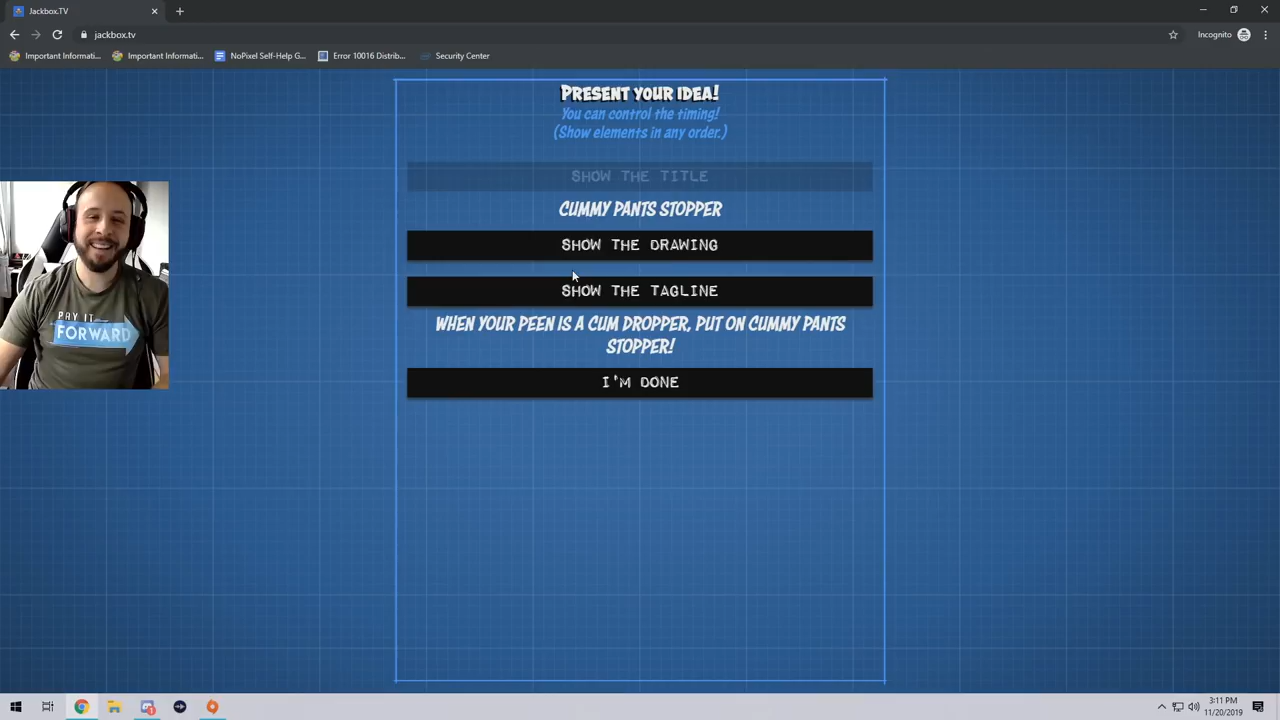 Jackbox.TV
jackbox.tv
Incognito
Important Informati...
Important Informati...
NoPixel Self-Help G...
Error 10016 Distrib...
Security Center
PRESENT YOUR IDEA!
You can control the timing!
(Show elements in any order.)
SHOW THE TITLE
CUMMY PANTS STOPPER
SHOW THE DRAWING
SHOW THE TAGLINE
WHEN YOUR PEEN IS A CUM DROPPER, PUT ON CUMMY PANTS
STOPPER!
I'M DONE
PAY IT
FORWARD
3:11 PM
11/20/2019